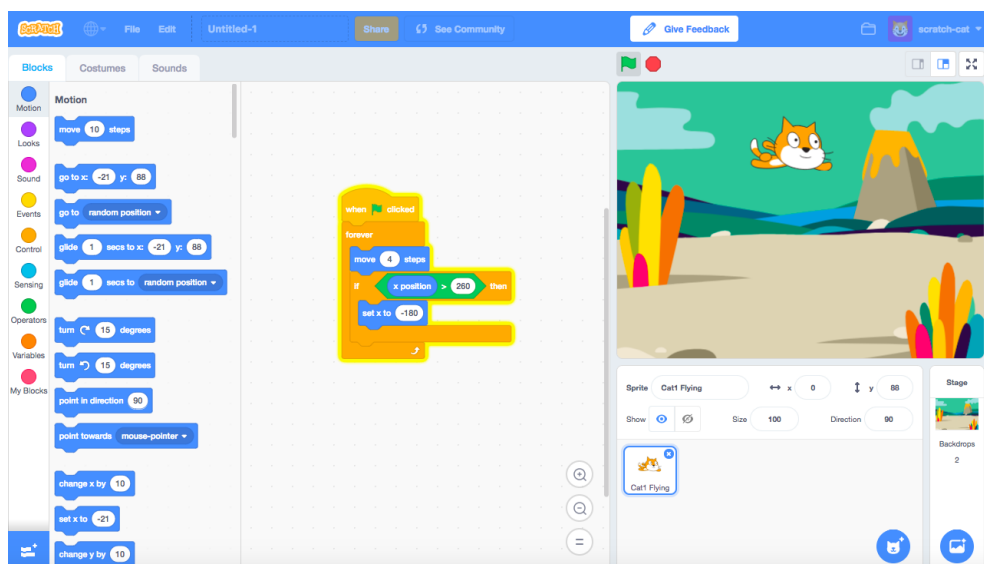 SCRATCH File Edit Untitled-1 Share See Community Give Feedback scratch-cat
Blocks Costumes Sounds
Motion
Looks
Sound
Events
Control
Sensing
Operators
Variables
My Blocks
Motion
move 10 steps
go to x: -21 y: 88
go to random position
glide 1 secs to x: -21 y: 88
glide 1 secs to random position
turn 15 degrees
turn 15 degrees
point in direction 90
point towards mouse-pointer
change x by 10
set x to -21
change y by 10
when clicked
forever
move 4 steps
if x position > 260 then
set x to -180
Sprite Cat1 Flying x 0 y 88
Show Size 100 Direction 90
Cat1 Flying
Stage
Backdrops
2